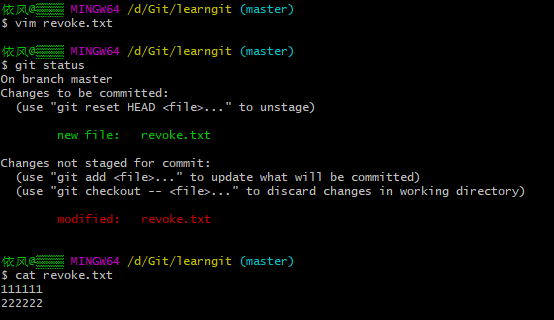 依风@▒▒▒▒ MINGW64 /d/Git/learngit (master)
$ vim revoke.txt
依风@▒▒▒▒ MINGW64 /d/Git/learngit (master)
$ git status
On branch master
Changes to be committed:
(use "git reset HEAD <file>..." to unstage)
new file:   revoke.txt
Changes not staged for commit:
(use "git add <file>..." to update what will be committed)
(use "git checkout -- <file>..." to discard changes in working directory)
modified:   revoke.txt
依风@▒▒▒▒ MINGW64 /d/Git/learngit (master)
$ cat revoke.txt
111111
222222